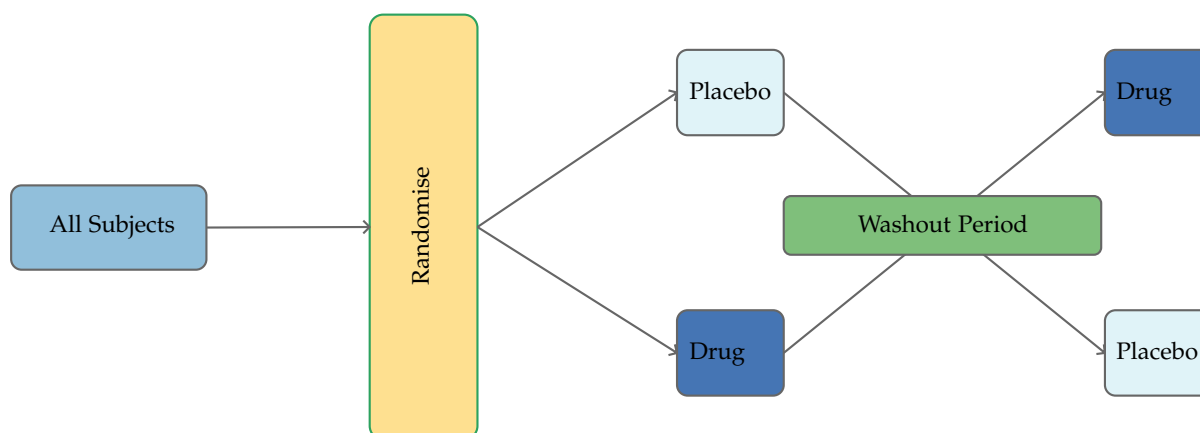 All Subjects
Randomise
Placebo
Drug
Washout Period
Drug
Placebo